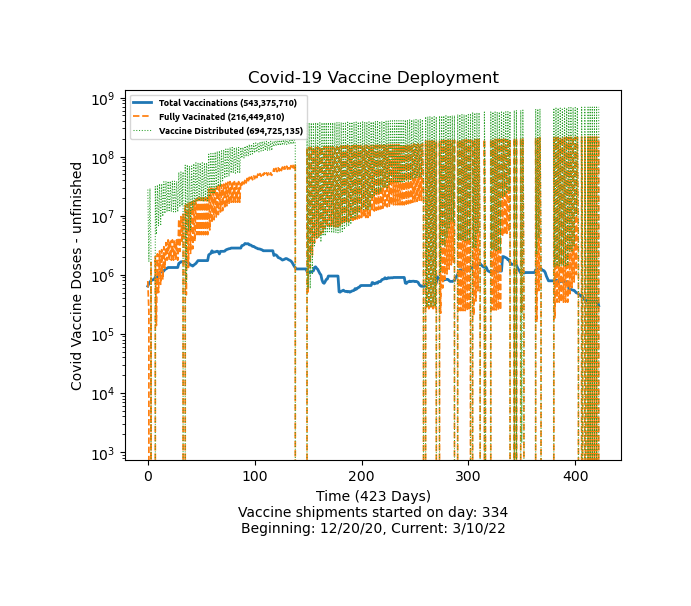 Covid-19 Vaccine Deployment
Total Vaccinations (543,375,710)
Fully Vacinated (216,449,810)
Vaccine Distributed (694,725,135)
Covid Vaccine Doses - unfinished
10⁹
10⁸
10⁷
10⁶
10⁵
10⁴
10³
0 100 200 300 400
Time (423 Days)
Vaccine shipments started on day: 334
Beginning: 12/20/20, Current: 3/10/22